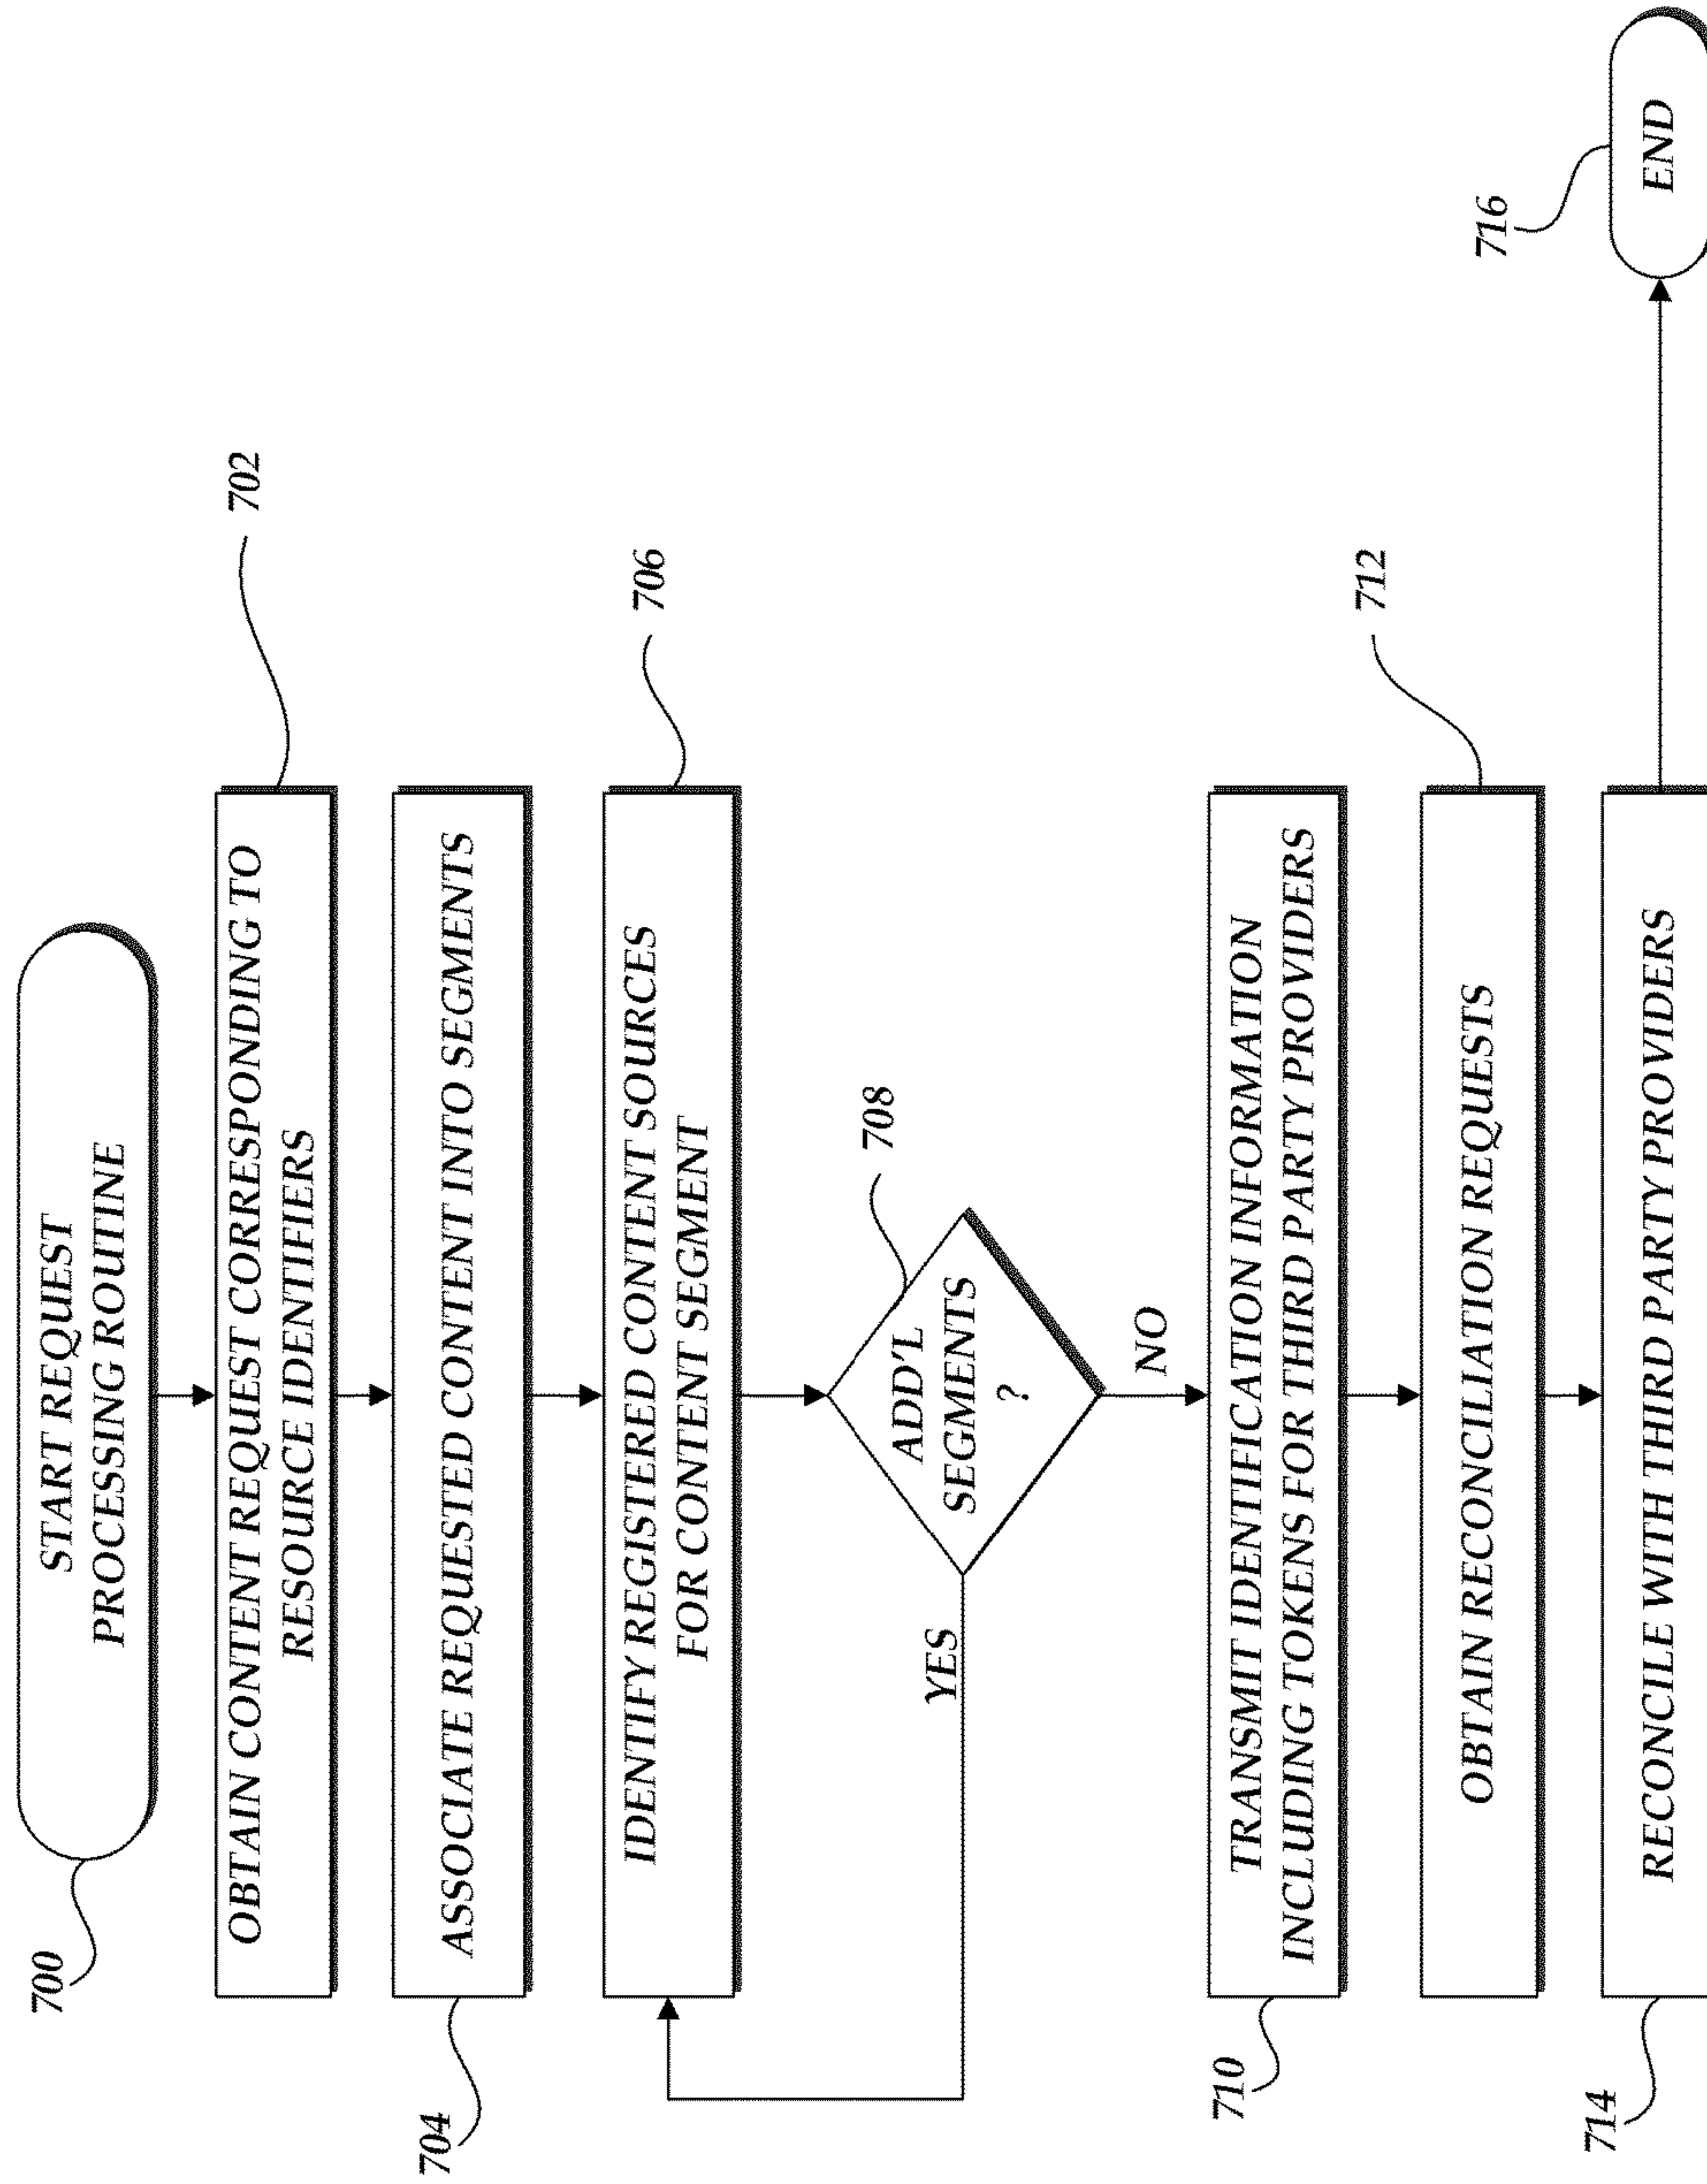 700
START REQUEST
PROCESSING ROUTINE
702
OBTAIN CONTENT REQUEST CORRESPONDING TO
RESOURCE IDENTIFIERS
704
ASSOCIATE REQUESTED CONTENT INTO SEGMENTS
706
IDENTIFY REGISTERED CONTENT SOURCES
FOR CONTENT SEGMENT
708
ADD'L
SEGMENTS
?
YES
NO
710
TRANSMIT IDENTIFICATION INFORMATION
INCLUDING TOKENS FOR THIRD PARTY PROVIDERS
712
OBTAIN RECONCILIATION REQUESTS
714
RECONCILE WITH THIRD PARTY PROVIDERS
716
END